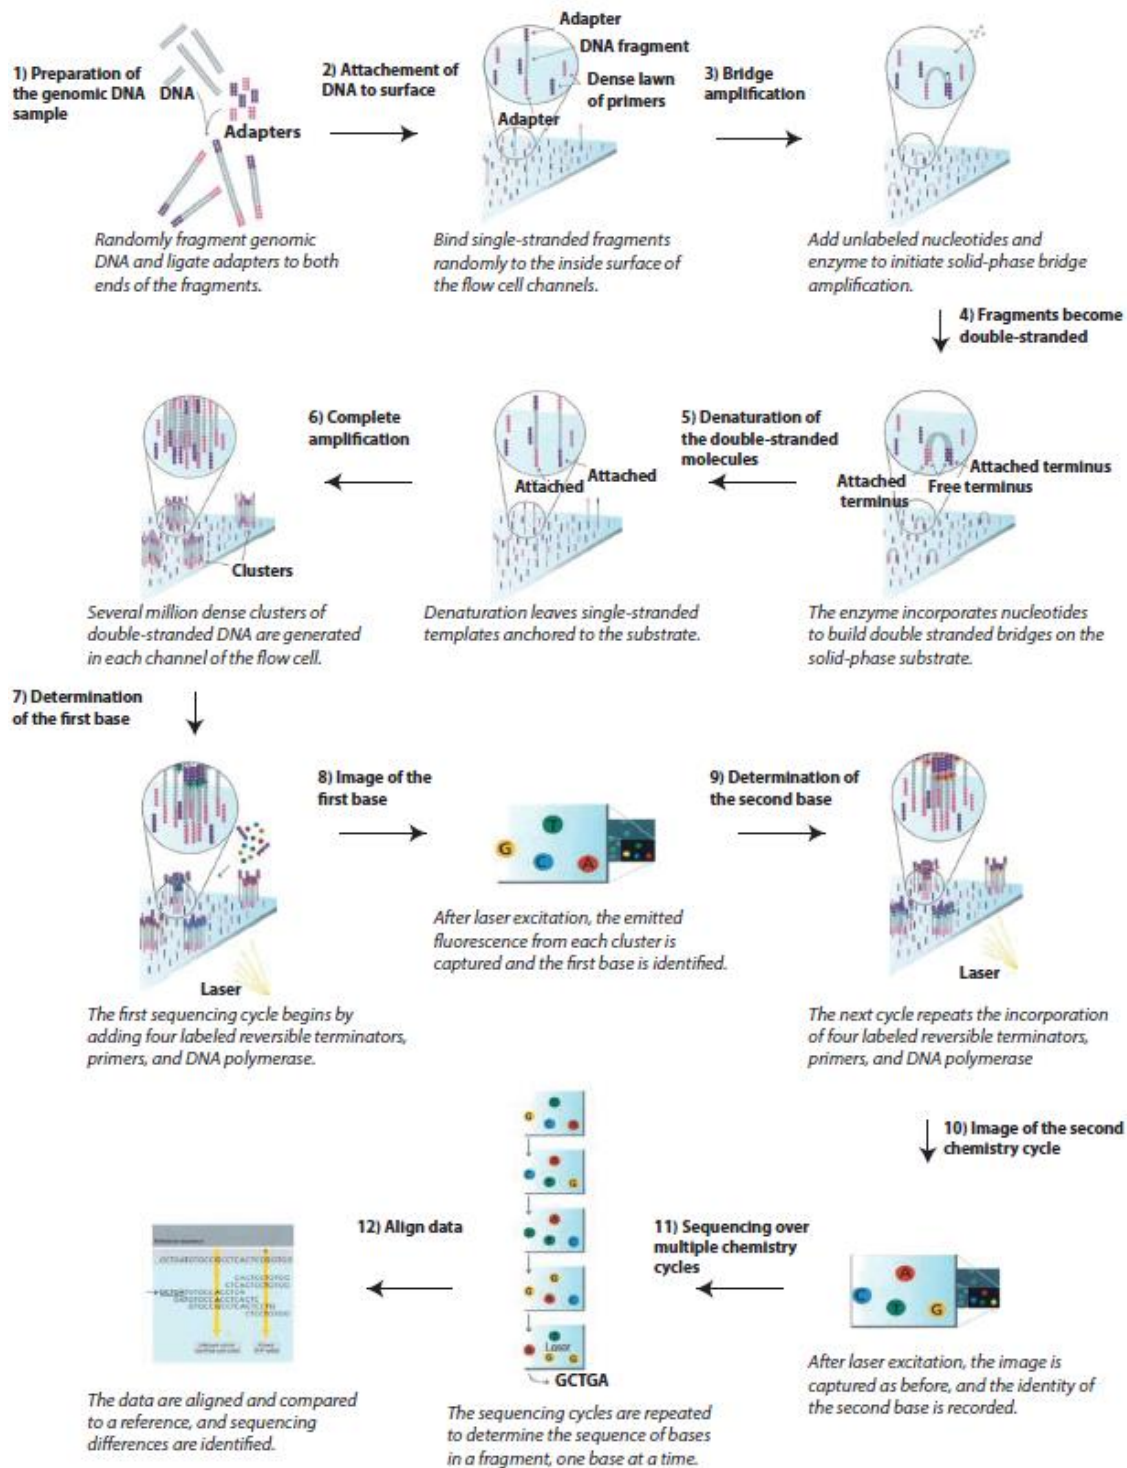 1) Preparation of
the genomic DNA
sample
DNA
Adapters
Randomly fragment genomic
DNA and ligate adapters to both
ends of the fragments.
2) Attachement of
DNA to surface
Adapter
DNA fragment
Dense lawn
of primers
Adapter
Bind single-stranded fragments
randomly to the inside surface of
the flow cell channels.
3) Bridge
amplification
Add unlabeled nucleotides and
enzyme to initiate solid-phase bridge
amplification.
4) Fragments become
double-stranded
Attached terminus
Free terminus
Attached
terminus
The enzyme incorporates nucleotides
to build double stranded bridges on the
solid-phase substrate.
5) Denaturation of
the double-stranded
molecules
Attached
Attached
Denaturation leaves single-stranded
templates anchored to the substrate.
6) Complete
amplification
Clusters
Several million dense clusters of
double-stranded DNA are generated
in each channel of the flow cell.
7) Determination
of the first base
Laser
The first sequencing cycle begins by
adding four labeled reversible terminators,
primers, and DNA polymerase.
8) Image of the
first base
T
G
C
A
After laser excitation, the emitted
fluorescence from each cluster is
captured and the first base is identified.
9) Determination of
the second base
Laser
The next cycle repeats the incorporation
of four labeled reversible terminators,
primers, and DNA polymerase
10) Image of the second
chemistry cycle
A
C
T
G
After laser excitation, the image is
captured as before, and the identity of
the second base is recorded.
11) Sequencing over
multiple chemistry
cycles
Laser
GCTGA
The sequencing cycles are repeated
to determine the sequence of bases
in a fragment, one base at a time.
12) Align data
The data are aligned and compared
to a reference, and sequencing
differences are identified.